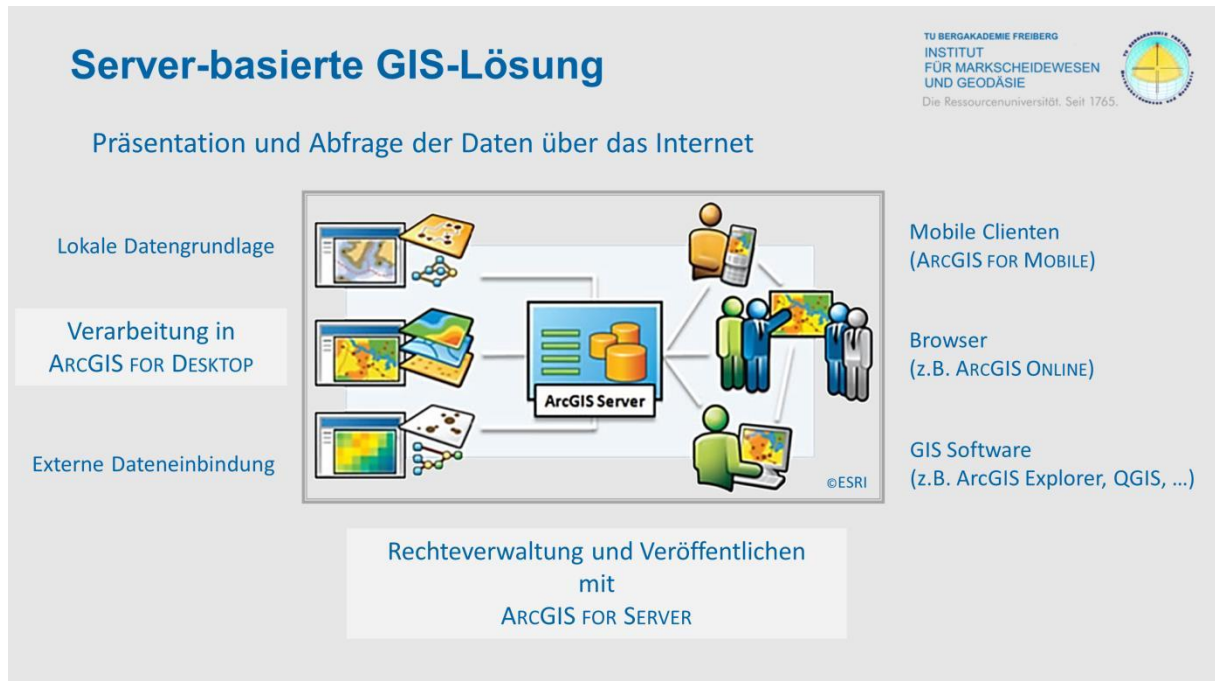 Server-basierte GIS-Lösung
TU BERGAKADEMIE FREIBERG
INSTITUT
FÜR MARKSCHEIDEWESEN
UND GEODÄSIE
Die Ressourcenuniversität. Seit 1765.
Präsentation und Abfrage der Daten über das Internet
Lokale Datengrundlage
Verarbeitung in
ARCGIS FOR DESKTOP
Externe Dateneinbindung
ArcGIS Server
©ESRI
Mobile Clienten
(ARCGIS FOR MOBILE)
Browser
(z.B. ARCGIS ONLINE)
GIS Software
(z.B. ArcGIS Explorer, QGIS, ...)
Rechteverwaltung und Veröffentlichen
mit
ARCGIS FOR SERVER